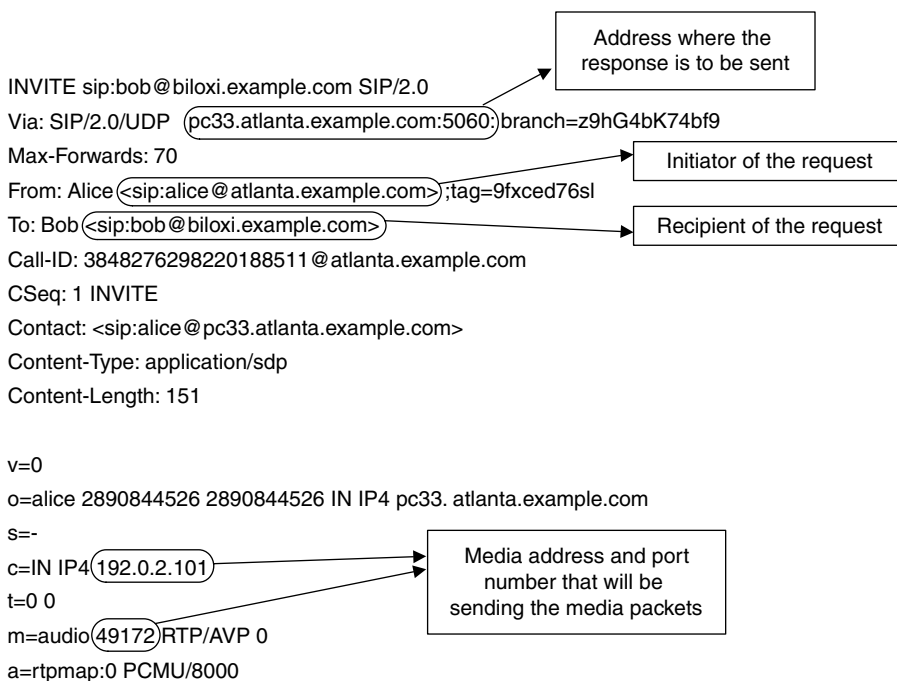 Address where the
response is to be sent
INVITE sip:bob@biloxi.example.com SIP/2.0
Via: SIP/2.0/UDP pc33.atlanta.example.com:5060;branch=z9hG4bK74bf9
Max-Forwards: 70
Initiator of the request
From: Alice <sip:alice@atlanta.example.com> ;tag=9fxced76sl
To: Bob <sip:bob@biloxi.example.com>
Recipient of the request
Call-ID: 3848276298220188511@atlanta.example.com
CSeq: 1 INVITE
Contact: <sip:alice@pc33.atlanta.example.com>
Content-Type: application/sdp
Content-Length: 151
v=0
o=alice 2890844526 2890844526 IN IP4 pc33. atlanta.example.com
s=-
c=IN IP4 192.0.2.101
t=0 0
m=audio 49172 RTP/AVP 0
a=rtpmap:0 PCMU/8000
Media address and port
number that will be
sending the media packets